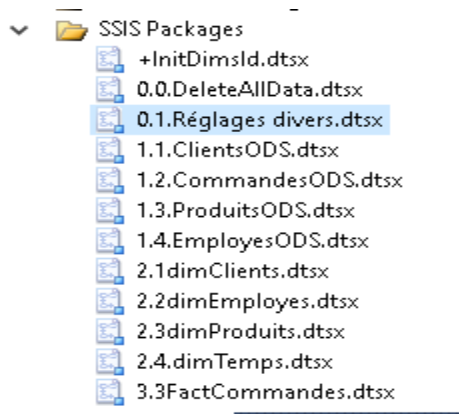 SSIS Packages
+InitDimsId.dtsx
0.0.DeleteAllData.dtsx
0.1.Réglages divers.dtsx
1.1.ClientsODS.dtsx
1.2.CommandesODS.dtsx
1.3.ProduitsODS.dtsx
1.4.EmployesODS.dtsx
2.1dimClients.dtsx
2.2dimEmployes.dtsx
2.3dimProduits.dtsx
2.4.dimTemps.dtsx
3.3FactCommandes.dtsx